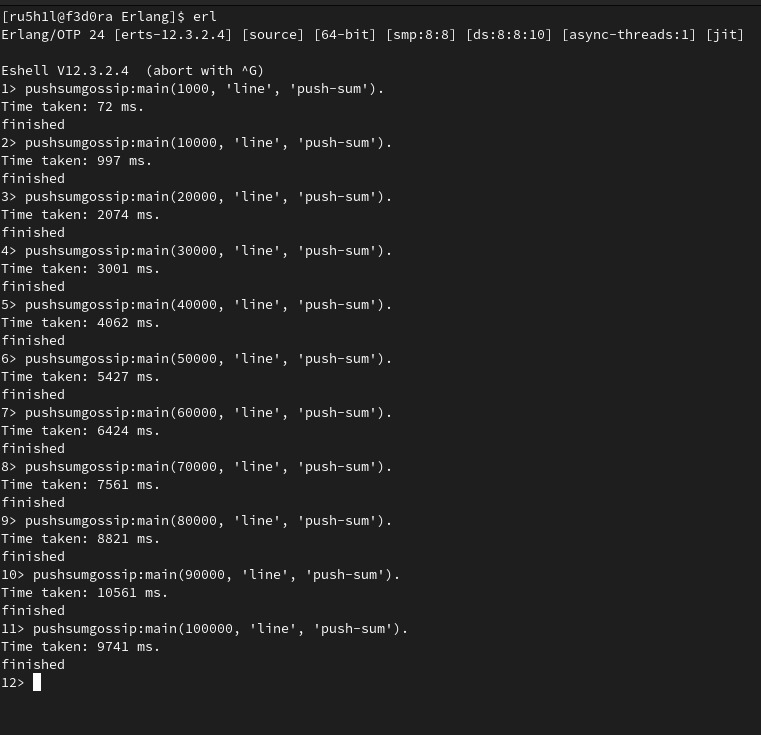 [ru5h1l@f3d0ra Erlang]$ erl
Erlang/OTP 24 [erts-12.3.2.4] [source] [64-bit] [smp:8:8] [ds:8:8:10] [async-threads:1] [jit]
Eshell V12.3.2.4  (abort with ^G)
1> pushsumgossip:main(1000, 'line', 'push-sum').
Time taken: 72 ms.
finished
2> pushsumgossip:main(10000, 'line', 'push-sum').
Time taken: 997 ms.
finished
3> pushsumgossip:main(20000, 'line', 'push-sum').
Time taken: 2074 ms.
finished
4> pushsumgossip:main(30000, 'line', 'push-sum').
Time taken: 3001 ms.
finished
5> pushsumgossip:main(40000, 'line', 'push-sum').
Time taken: 4062 ms.
finished
6> pushsumgossip:main(50000, 'line', 'push-sum').
Time taken: 5427 ms.
finished
7> pushsumgossip:main(60000, 'line', 'push-sum').
Time taken: 6424 ms.
finished
8> pushsumgossip:main(70000, 'line', 'push-sum').
Time taken: 7561 ms.
finished
9> pushsumgossip:main(80000, 'line', 'push-sum').
Time taken: 8821 ms.
finished
10> pushsumgossip:main(90000, 'line', 'push-sum').
Time taken: 10561 ms.
finished
11> pushsumgossip:main(100000, 'line', 'push-sum').
Time taken: 9741 ms.
finished
12>